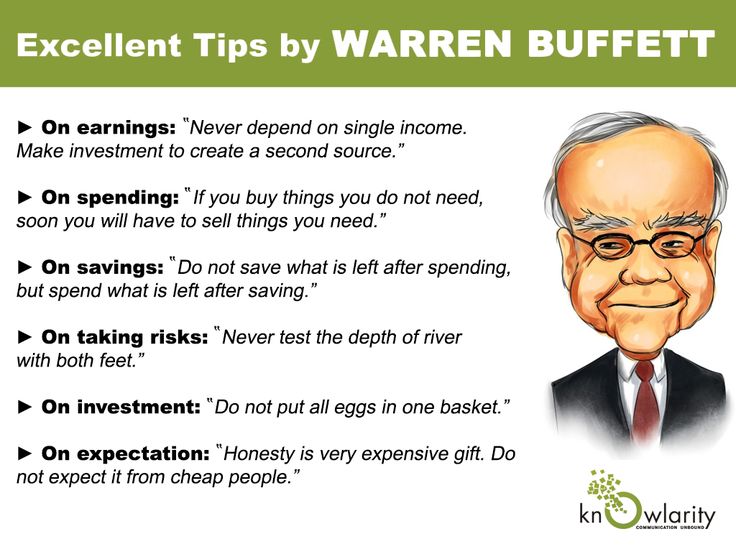 Excellent Tips by WARREN BUFFETT
► On earnings: "Never depend on single income.
Make investment to create a second source."
► On spending: "If you buy things you do not need,
soon you will have to sell things you need."
► On savings: "Do not save what is left after spending,
but spend what is left after saving."
► On taking risks: "Never test the depth of river
with both feet."
► On investment: "Do not put all eggs in one basket."
► On expectation: "Honesty is very expensive gift. Do
not expect it from cheap people."
knowlarity
COMMUNICATION UNBOUND